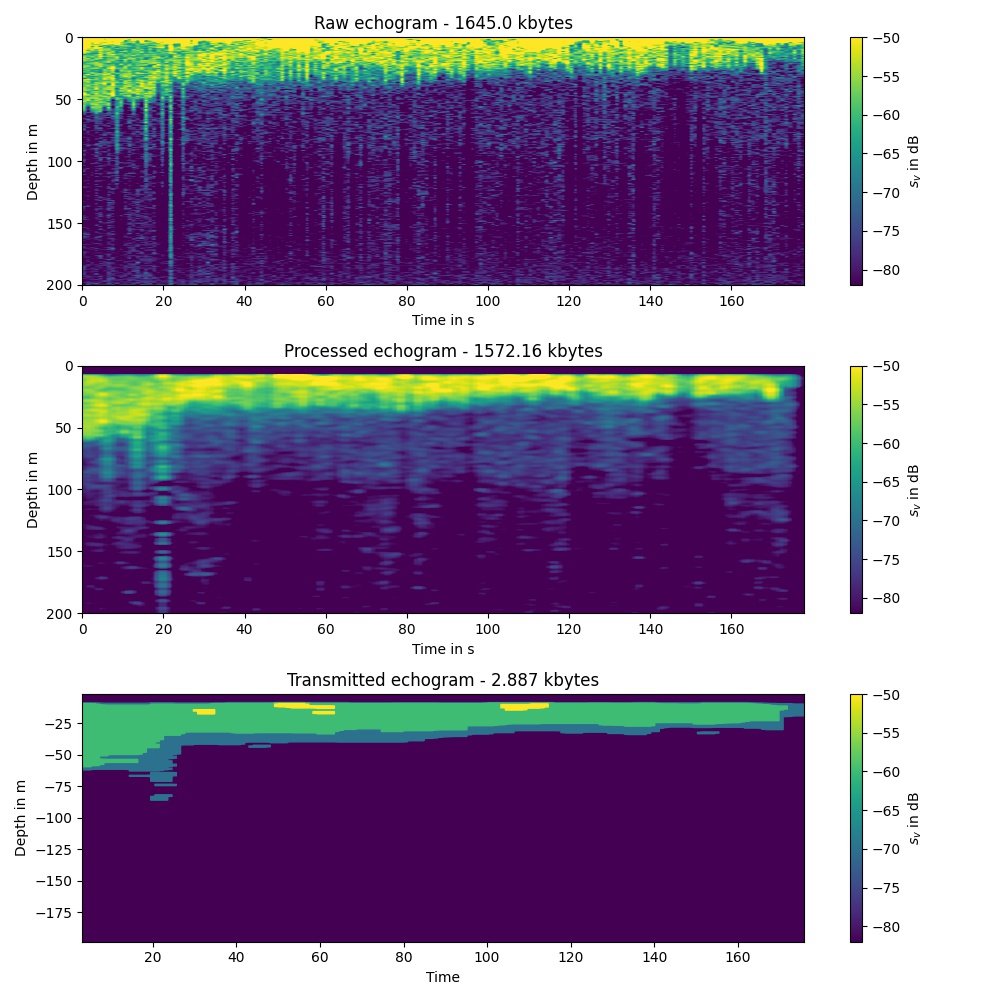 Raw echogram - 1645.0 kbytes
0
50
100
150
200
Depth in m
0 20 40 60 80 100 120 140 160
Time in s
−50
−55
−60
−65
−70
−75
−80
sv in dB
Processed echogram - 1572.16 kbytes
0
50
100
150
200
Depth in m
0 20 40 60 80 100 120 140 160
Time in s
−50
−55
−60
−65
−70
−75
−80
sv in dB
Transmitted echogram - 2.887 kbytes
−25
−50
−75
−100
−125
−150
−175
Depth in m
20 40 60 80 100 120 140 160
Time
−50
−55
−60
−65
−70
−75
−80
sv in dB